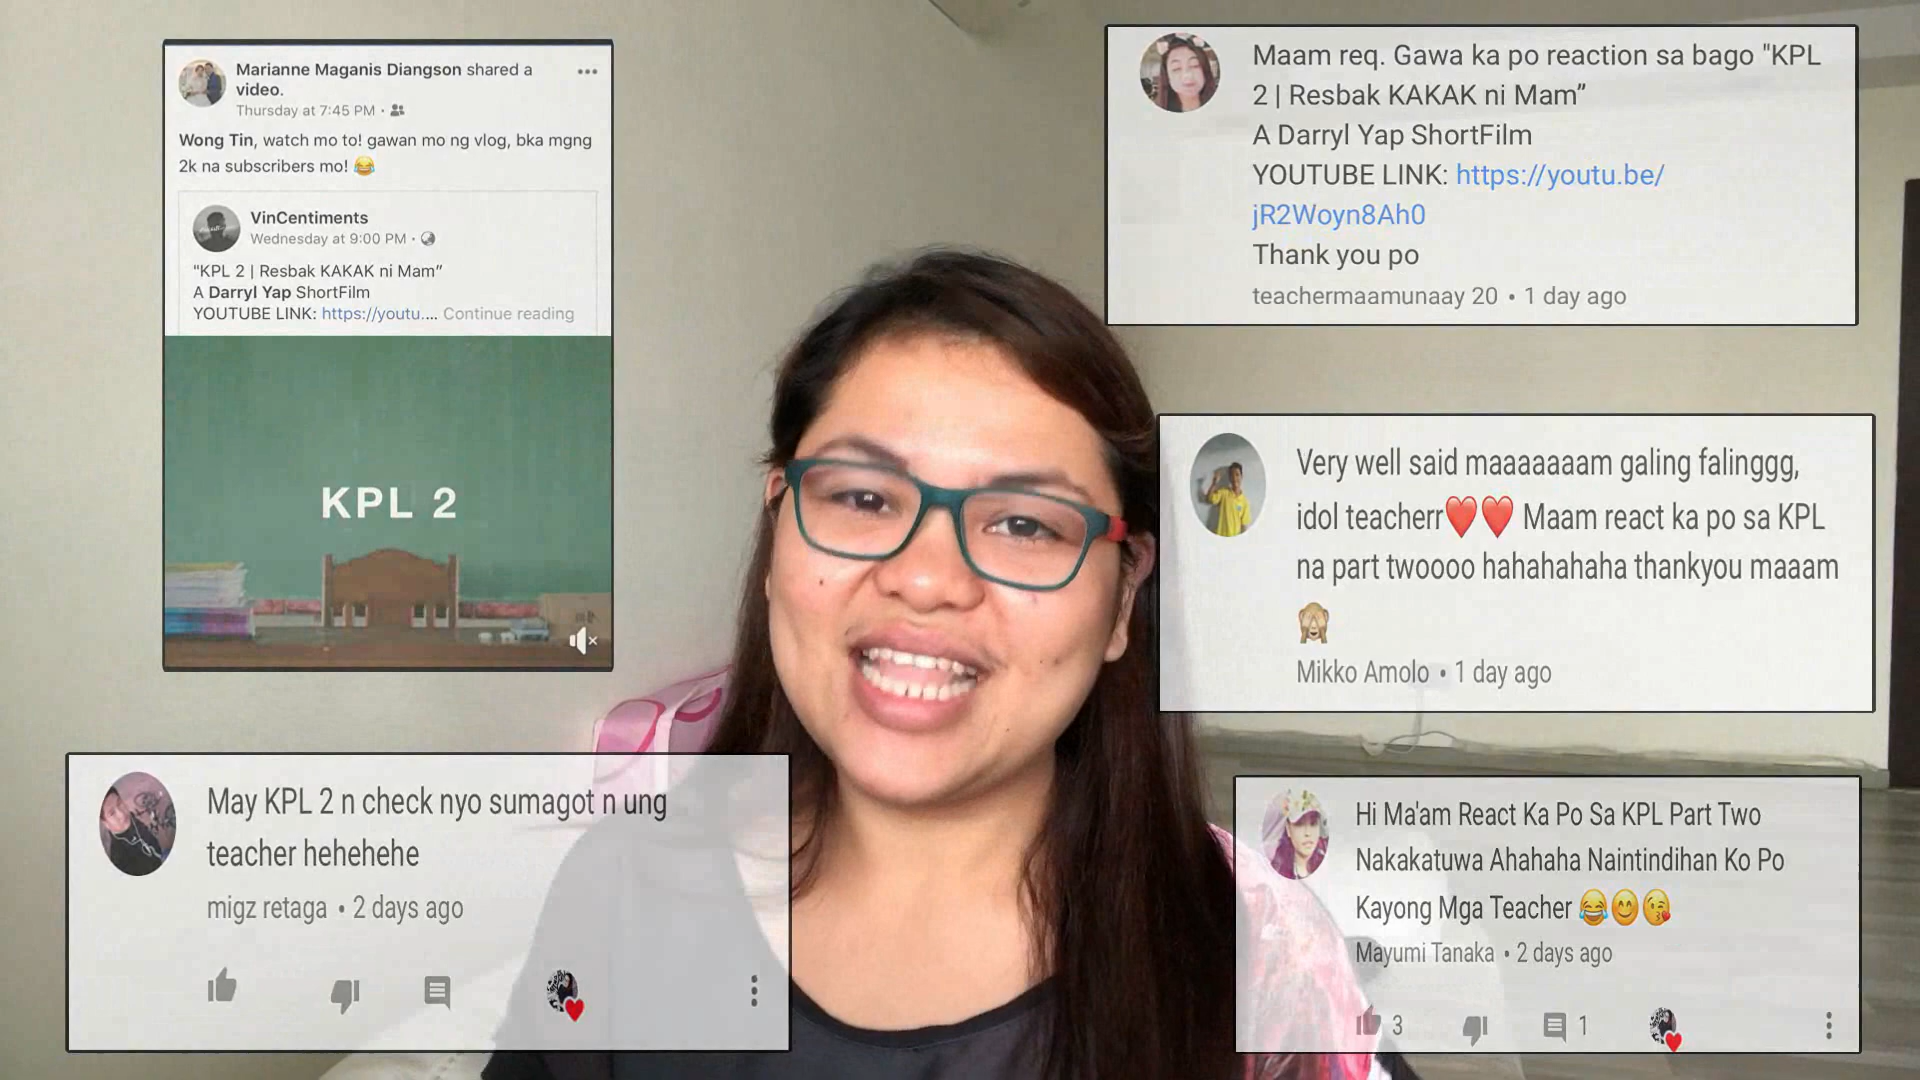 Marianne Maganis Diangson shared a
video.
Thursday at 7:45 PM •
Wong Tin, watch mo to! gawan mo ng vlog, bka mgng
2k na subscribers mo! 😂
VinCentiments
Wednesday at 9:00 PM •
"KPL 2 | Resbak KAKAK ni Mam”
A Darryl Yap ShortFilm
YOUTUBE LINK: https://youtu.... Continue reading
KPL 2
Maam req. Gawa ka po reaction sa bago "KPL
2 | Resbak KAKAK ni Mam”
A Darryl Yap ShortFilm
YOUTUBE LINK: https://youtu.be/
jR2Woyn8Ah0
Thank you po
teachermaamunaay 20 • 1 day ago
Very well said maaaaaaam galing falinggg,
idol teacherr❤️❤️ Maam react ka po sa KPL
na part twoooo hahahahaha thankyou maaam
🙈
Mikko Amolo • 1 day ago
May KPL 2 n check nyo sumagot n ung
teacher hehehehe
migz retaga • 2 days ago
Hi Ma'am React Ka Po Sa KPL Part Two
Nakakatuwa Ahahaha Naintindihan Ko Po
Kayong Mga Teacher 😂😊😘
Mayumi Tanaka • 2 days ago
3 1